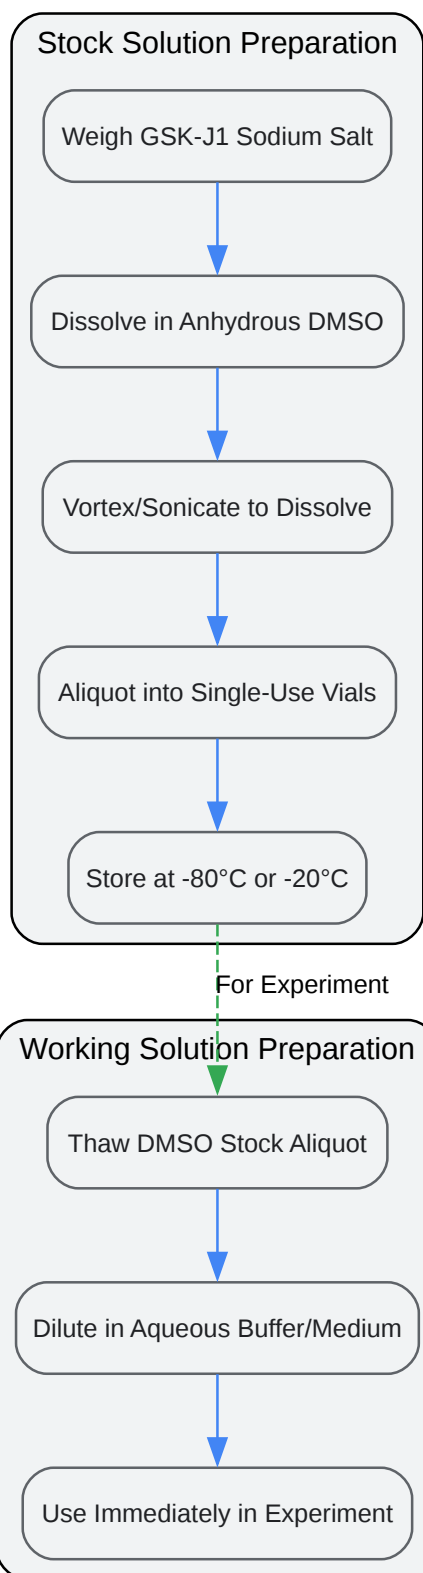 Stock Solution Preparation
Weigh GSK-J1 Sodium Salt
Dissolve in Anhydrous DMSO
Vortex/Sonicate to Dissolve
Aliquot into Single-Use Vials
Store at -80°C or -20°C
For Experiment
Working Solution Preparation
Thaw DMSO Stock Aliquot
Dilute in Aqueous Buffer/Medium
Use Immediately in Experiment